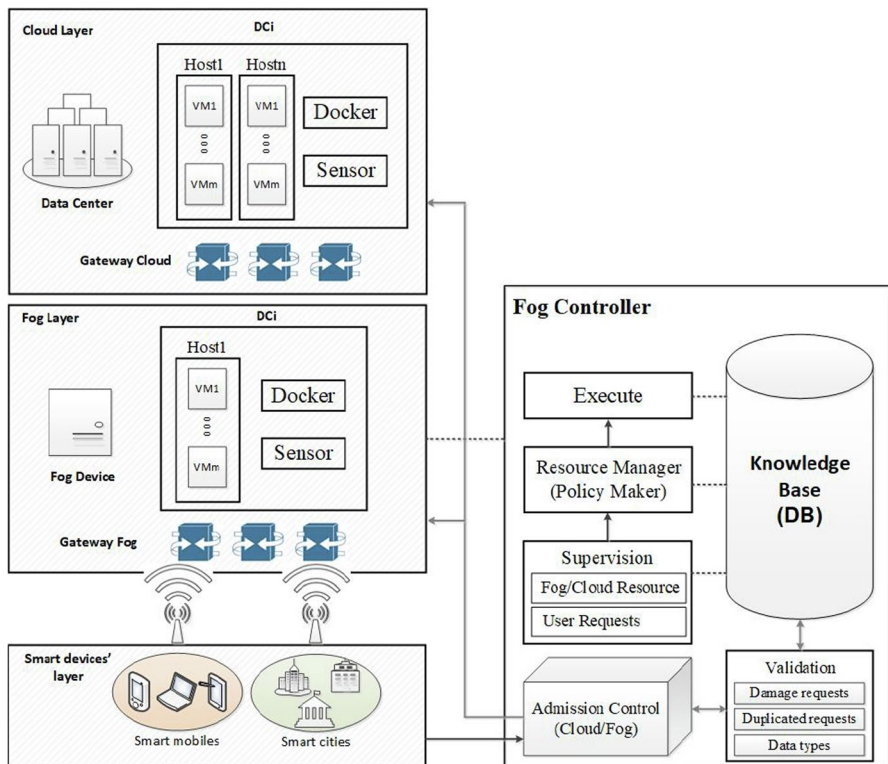 Cloud Layer
DCi
Host1
Hostn
VM1
VM1
Docker
VMm
VMm
Sensor
Data Center
Gateway Cloud
Fog Layer
DCi
Host1
VM1
Docker
VMm
Sensor
Fog Device
Gateway Fog
Smart devices'
layer
Smart mobiles
Smart cities
Fog Controller
Execute
Resource Manager
(Policy Maker)
Supervision
Fog/Cloud Resource
User Requests
Knowledge
Base
(DB)
Admission Control
(Cloud/Fog)
Validation
Damage requests
Duplicated requests
Data types